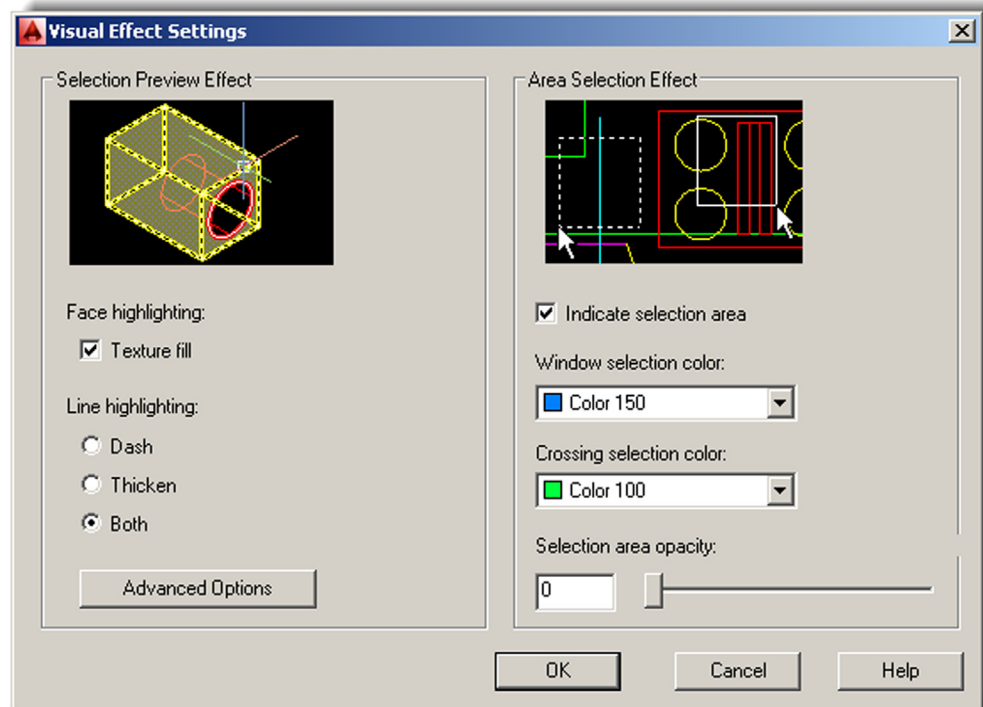 Visual Effect Settings
Selection Preview Effect
Face highlighting:
Texture fill
Line highlighting:
Dash
Thicken
Both
Advanced Options
Area Selection Effect
Indicate selection area
Window selection color:
Color 150
Crossing selection color:
Color 100
Selection area opacity:
0
OK
Cancel
Help